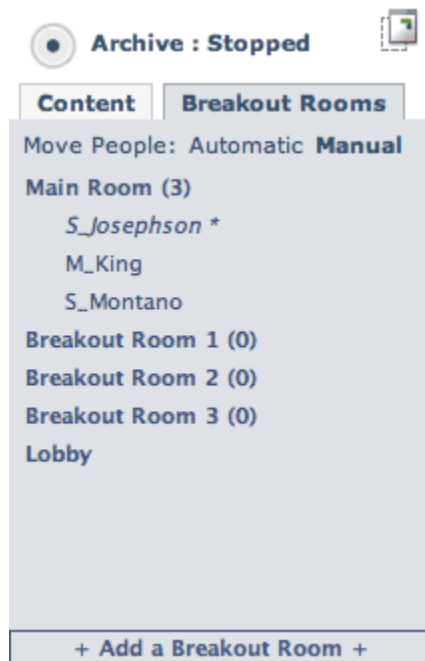 Archive : Stopped
Content Breakout Rooms
Move People: Automatic Manual
Main Room (3)
S_Josephson *
M_King
S_Montano
Breakout Room 1 (0)
Breakout Room 2 (0)
Breakout Room 3 (0)
Lobby
+ Add a Breakout Room +